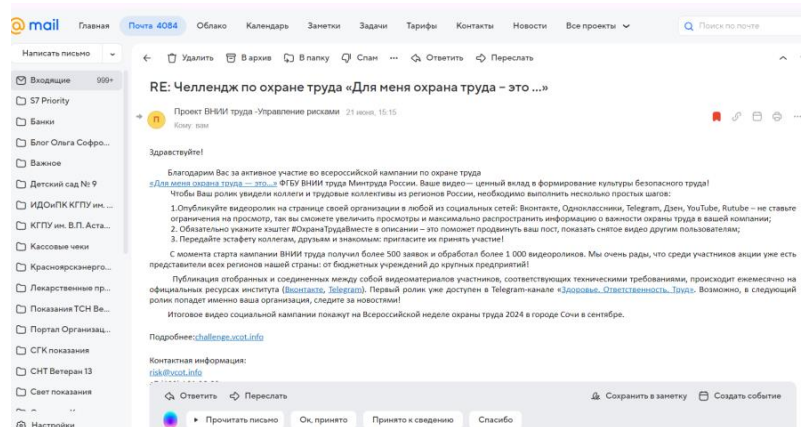 mail
Главная Почта 4084 Облако Календарь Заметки Задачи Тарифы Контакты Новости Все проекты
Поиск по почте
Написать письмо
Удалить В архив В папку Спам ... Ответить Переслать
Входящие 999+
S7 Priority
Банки
Блог Ольга Софро...
Важное
Детский сад № 9
ИДОиПК КГПУ им. ...
КГПУ им. В.П. Аста...
Кассовые чеки
Красноярскэнерго...
Лекарственные пр...
Показания ТСН Ве...
Портал Организац...
СГК показания
СНТ Ветеран 13
Свет показания
Настройки
RE: Челлендж по охране труда «Для меня охрана труда – это ...»
П
Проект ВНИИ труда -Управление рисками 21 июня, 15:15
Кому: вам
Здравствуйте!
Благодарим Вас за активное участие во всероссийской кампании по охране труда
«Для меня охрана труда — это...» ФГБУ ВНИИ труда Минтруда России. Ваше видео— ценный вклад в формирование культуры безопасного труда!
Чтобы Ваш ролик увидели коллеги и трудовые коллективы из регионов России, необходимо выполнить несколько простых шагов:
1.Опубликуйте видеоролик на странице своей организации в любой из социальных сетей: Вконтакте, Одноклассники, Telegram, Дзен, YouTube, Rutube – не ставьте
ограничения на просмотр, так вы сможете увеличить просмотры и максимально распространить информацию о важности охраны труда в вашей компании;
2. Обязательно укажите хэштег #ОхранаТрудаВместе в описании – это поможет продвинуть ваш пост, показать снятое видео другим пользователям;
3. Передайте эстафету коллегам, друзьям и знакомым: пригласите их принять участие!
С момента старта кампании ВНИИ труда получил более 500 заявок и обработал более 1 000 видеороликов. Мы очень рады, что среди участников акции уже есть
представители всех регионов нашей страны: от бюджетных учреждений до крупных предприятий!
Публикация отобранных и соединенных между собой видеоматериалов участников, соответствующих техническими требованиями, происходит ежемесячно на
официальных ресурсах института (Вконтакте, Telegram). Первый ролик уже доступен в Telegram-канале «Здоровье. Ответственность. Труд». Возможно, в следующий
ролик попадет именно ваша организация, следите за новостями!
Итоговое видео социальной кампании покажут на Всероссийской неделе охраны труда 2024 в городе Сочи в сентябре.
Подробнее:challenge.vcot.info
Контактная информация:
risk@vcot.info
Ответить Переслать Сохранить в заметку Создать событие
Прочитать письмо Ок, принято Принято к сведению Спасибо